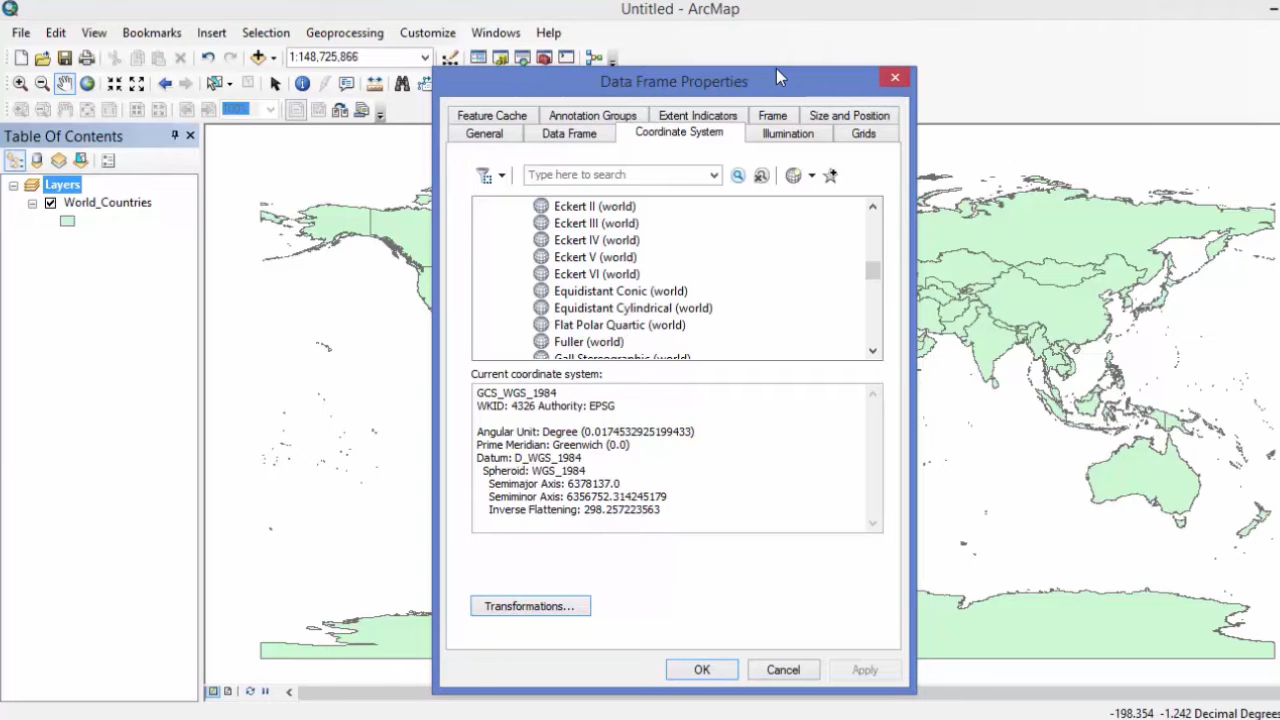 Untitled - ArcMap
File Edit View Bookmarks Insert Selection Geoprocessing Customize Windows Help
1:148,725,866
Table Of Contents
Layers
World_Countries
Data Frame Properties
Feature Cache Annotation Groups Extent Indicators Frame Size and Position
General Data Frame Coordinate System Illumination Grids
Type here to search
Eckert II (world)
Eckert III (world)
Eckert IV (world)
Eckert V (world)
Eckert VI (world)
Equidistant Conic (world)
Equidistant Cylindrical (world)
Flat Polar Quartic (world)
Fuller (world)
Gall Stereographic (world)
Current coordinate system:
GCS_WGS_1984
WKID: 4326 Authority: EPSG
Angular Unit: Degree (0.0174532925199433)
Prime Meridian: Greenwich (0.0)
Datum: D_WGS_1984
Spheroid: WGS_1984
Semimajor Axis: 6378137.0
Semiminor Axis: 6356752.314245179
Inverse Flattening: 298.257223563
Transformations...
OK Cancel Apply
-198.354 -1.242 Decimal Degrees